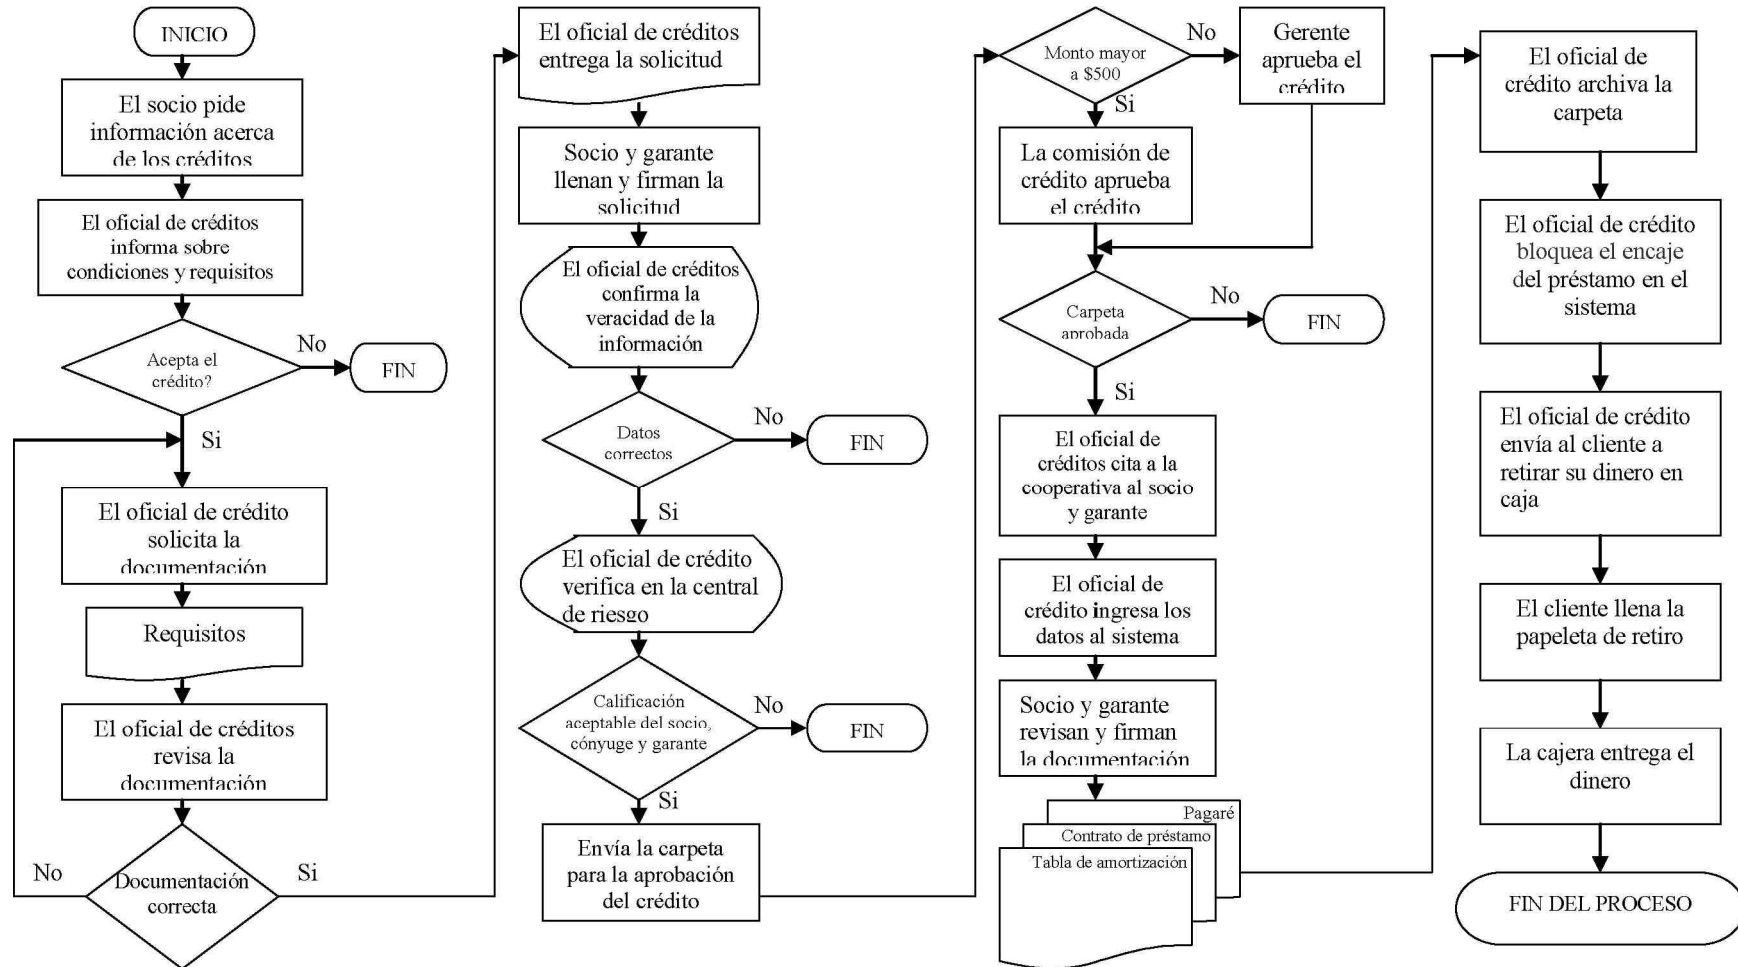 INICIO
El socio pide
información acerca
de los créditos
El oficial de créditos
informa sobre
condiciones y requisitos
Acepta el
crédito?
No
FIN
Si
El oficial de crédito
solicita la
documentación
Requisitos
El oficial de créditos
revisa la
documentación
Documentación
correcta
No
Si
El oficial de créditos
entrega la solicitud
Socio y garante
llenan y firman la
solicitud
El oficial de créditos
confirma la
veracidad de la
información
Datos
correctos
No
FIN
Si
El oficial de crédito
verifica en la central
de riesgo
Calificación
aceptable del socio,
cónyuge y garante
No
FIN
Si
Envía la carpeta
para la aprobación
del crédito
Monto mayor
a $500
No
Gerente
aprueba el
crédito
Si
La comisión de
crédito aprueba
el crédito
Carpeta
aprobada
No
FIN
Si
El oficial de
créditos cita a la
cooperativa al socio
y garante
El oficial de
crédito ingresa los
datos al sistema
Socio y garante
revisan y firman
la documentación
Pagaré
Contrato de préstamo
Tabla de amortización
El oficial de
crédito archiva la
carpeta
El oficial de crédito
bloquea el encaje
del préstamo en el
sistema
El oficial de crédito
envía al cliente a
retirar su dinero en
caja
El cliente llena la
papeleta de retiro
La cajera entrega el
dinero
FIN DEL PROCESO